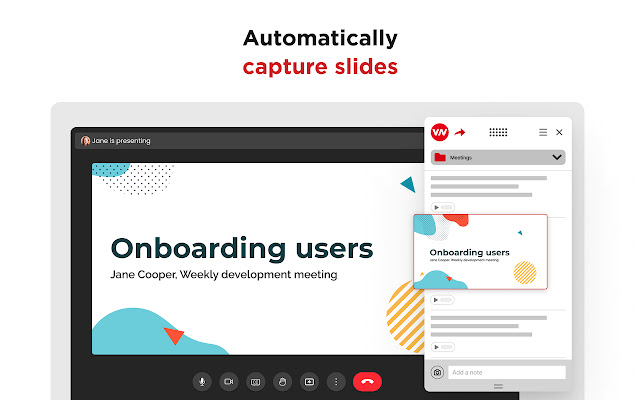 Automatically
capture slides
Jane is presenting
Onboarding users
Jane Cooper, Weekly development meeting
VN
Meetings
Onboarding users
Jane Cooper, Weekly development meeting
Add a note